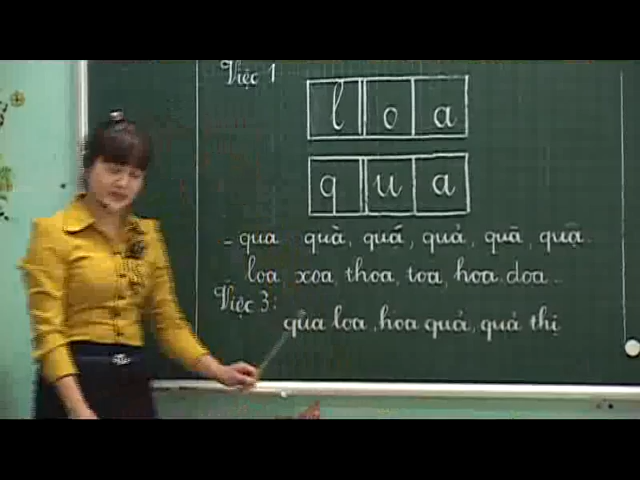 Việc 1
l o a
q u a
- qua quà, quá, quả, quã, quạ.
loa xoa, thoa, toa, hoa, doa..
Việc 3:
qua loa, hoa quả, quả thị